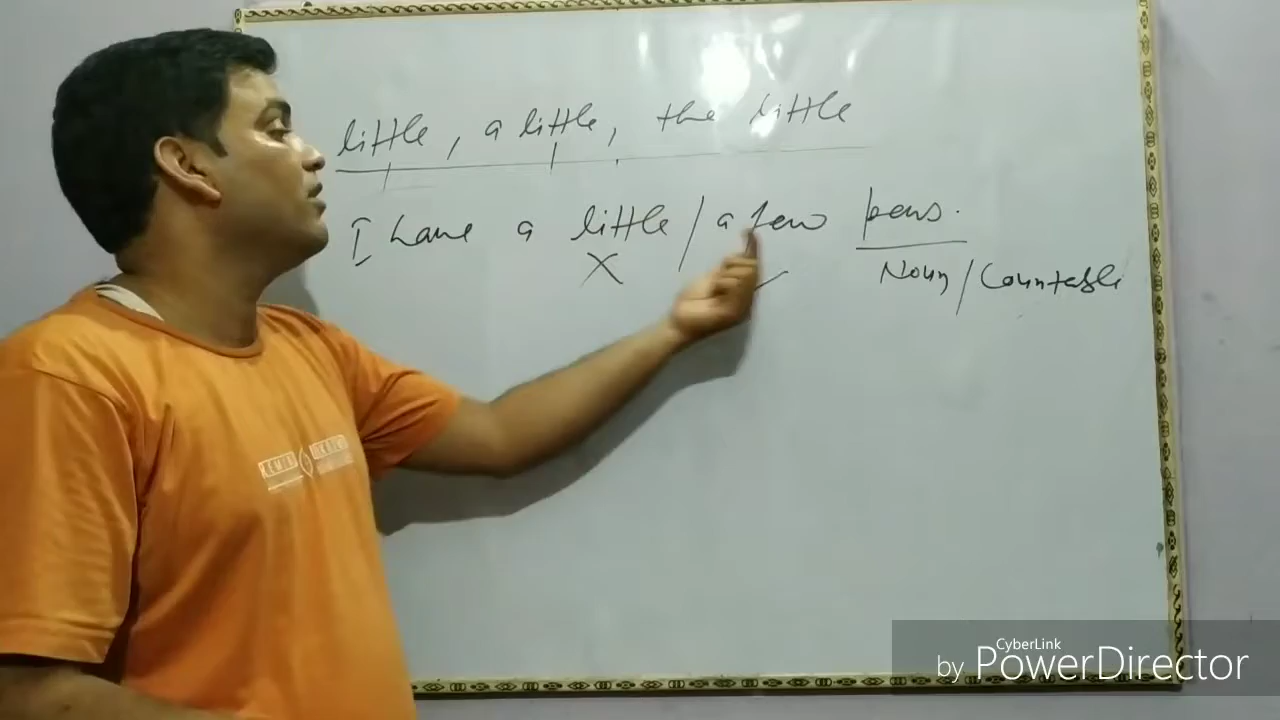 little, a little, the little
I have a little / a few pens.
X ✓
Noun / Countable
CyberLink
by PowerDirector